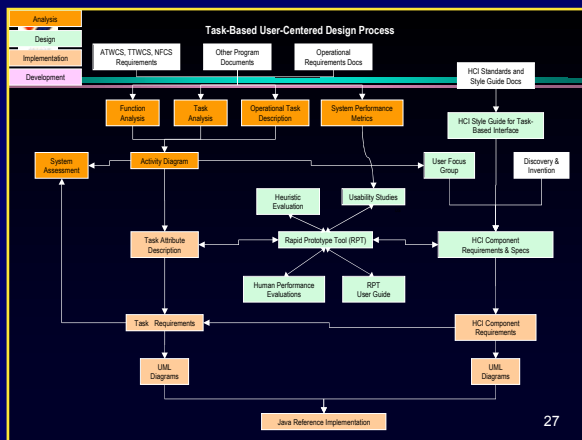 Analysis
Design
Implementation
Development
Task-Based User-Centered Design Process
ATWCS, TTWCS, NFCS
Requirements
Other Program
Documents
Operational
Requirements Docs
HCI Standards and
Style Guide Docs
Function
Analysis
Task
Analysis
Operational Task
Description
System Performance
Metrics
HCI Style Guide for Task-
Based Interface
System
Assessment
Activity Diagram
User Focus
Group
Discovery &
Invention
Heuristic
Evaluation
Usability Studies
Task Attribute
Description
Rapid Prototype Tool (RPT)
HCI Component
Requirements & Specs
Human Performance
Evaluations
RPT
User Guide
Task Requirements
HCI Component
Requirements
UML
Diagrams
UML
Diagrams
Java Reference Implementation
27